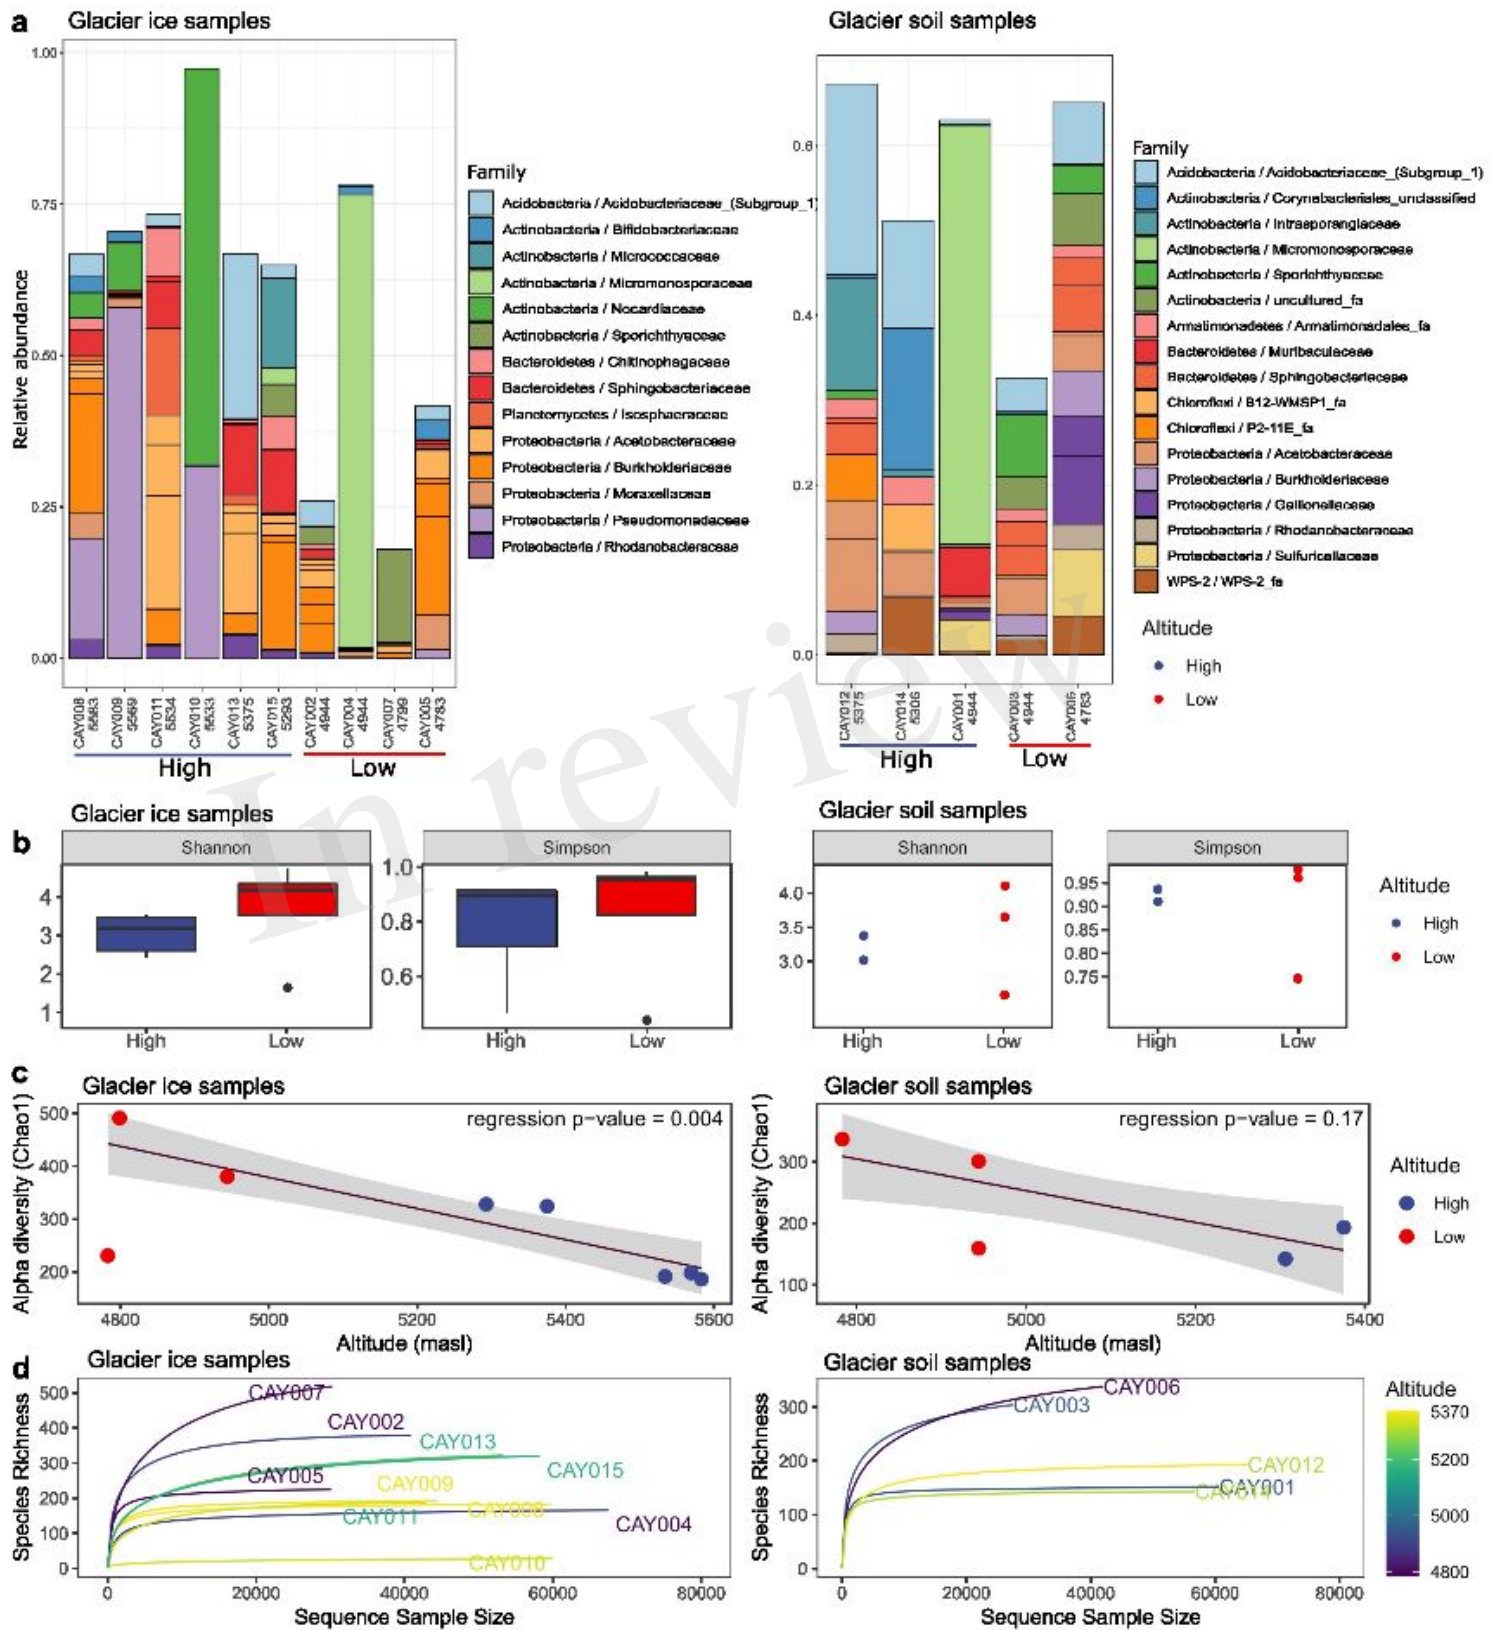 a
Glacier ice samples
Glacier soil samples
Relative abundance
1.00
0.75
0.50
0.25
0.00
CAY008 5583
CAY009 5569
CAY011 5534
CAY010 5533
CAY013 5375
CAY015 5293
CAY002 4944
CAY004 4944
CAY007 4799
CAY005 4783
High
Low
Family
Acidobacteria / Acidobacteriaceae_(Subgroup_1)
Actinobacteria / Bifidobacteriaceae
Actinobacteria / Micrococcaceae
Actinobacteria / Micromonosporaceae
Actinobacteria / Nocardiaceae
Actinobacteria / Sporichthyaceae
Bacteroidetes / Chitinophagaceae
Bacteroidetes / Sphingobacteriaceae
Planctomycetes / Isosphaeraceae
Proteobacteria / Acetobacteraceae
Proteobacteria / Burkholderiaceae
Proteobacteria / Moraxellaceae
Proteobacteria / Pseudomonadaceae
Proteobacteria / Rhodanobacteraceae
0.6
0.4
0.2
0.0
CAY012 5375
CAY014 5306
CAY001 4944
CAY003 4944
CAY006 4783
High
Low
Family
Acidobacteria / Acidobacteriaceae_(Subgroup_1)
Actinobacteria / Corynebacteriales_unclassified
Actinobacteria / Intrasporangiaceae
Actinobacteria / Micromonosporaceae
Actinobacteria / Sporichthyaceae
Actinobacteria / uncultured_fa
Armatimonadetes / Armatimonadales_fa
Bacteroidetes / Muribaculaceae
Bacteroidetes / Sphingobacteriaceae
Chloroflexi / B12-WMSP1_fa
Chloroflexi / P2-11E_fa
Proteobacteria / Acetobacteraceae
Proteobacteria / Burkholderiaceae
Proteobacteria / Gallionellaceae
Proteobacteria / Rhodanobacteraceae
Proteobacteria / Sulfuricellaceae
WPS-2 / WPS-2_fa
Altitude
High
Low
In review
b
Glacier ice samples
Shannon
4
3
2
1
High
Low
Simpson
1.0
0.8
0.6
High
Low
Glacier soil samples
Shannon
4.0
3.5
3.0
High
Low
Simpson
0.95
0.90
0.85
0.80
0.75
High
Low
Altitude
High
Low
c
Glacier ice samples
regression p-value = 0.004
Alpha diversity (Chao1)
500
400
300
200
4800
5000
5200
5400
5600
Altitude (masl)
Glacier soil samples
regression p-value = 0.17
Alpha diversity (Chao1)
300
200
100
4800
5000
5200
5400
Altitude (masl)
Altitude
High
Low
d
Glacier ice samples
Species Richness
500
400
300
200
100
0
CAY007
CAY002
CAY013
CAY015
CAY005
CAY009
CAY008
CAY011
CAY004
CAY010
0
20000
40000
60000
80000
Sequence Sample Size
Glacier soil samples
Species Richness
300
200
100
0
CAY006
CAY003
CAY012
CAY001
CAY014
0
20000
40000
60000
80000
Sequence Sample Size
Altitude
5370
5200
5000
4800